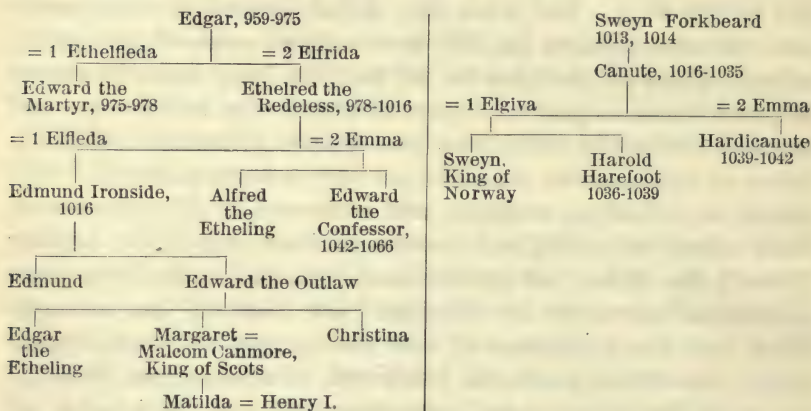 Edgar, 959-975
= 1 Ethelfleda = 2 Elfrida
Edward the Ethelred the
Martyr, 975-978 Redeless, 978-1016
= 1 Elfleda = 2 Emma
Edmund Ironside, Alfred Edward
1016 the the
Etheling Confessor,
1042-1066
Edmund Edward the Outlaw
Edgar Margaret = Christina
the Malcom Canmore,
Etheling King of Scots
Matilda = Henry I.
Sweyn Forkbeard
1013, 1014
Canute, 1016-1035
= 1 Elgiva = 2 Emma
Sweyn, Harold Hardicanute
King of Harefoot 1039-1042
Norway 1036-1039